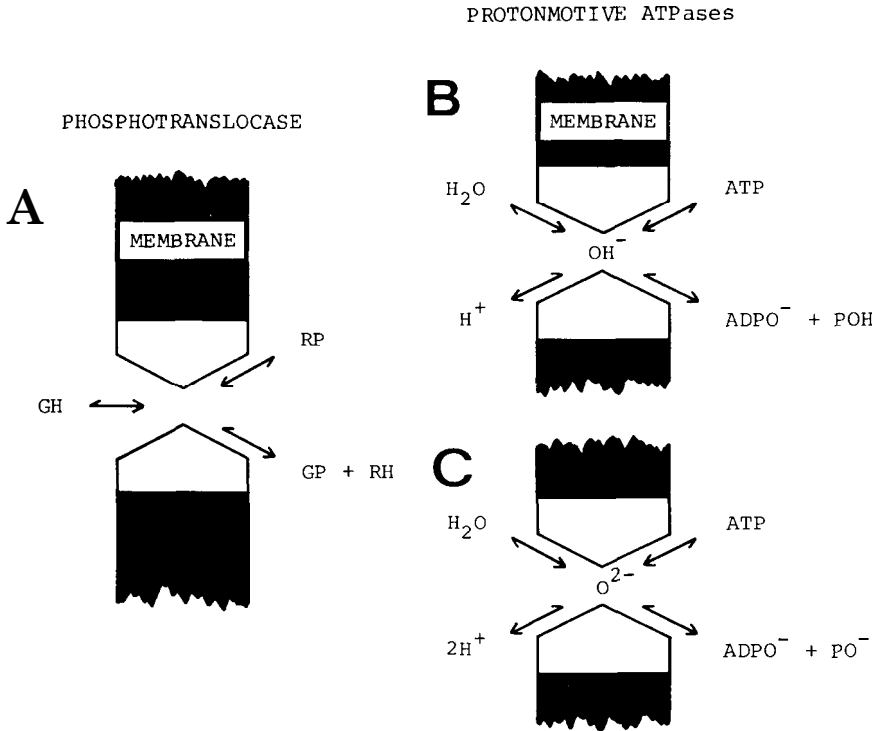 PROTONMOTIVE ATPases
PHOSPHOTRANSLOCASE
A
MEMBRANE
RP
GH
GP + RH
B
MEMBRANE
H₂O
ATP
OH⁻
H⁺
ADPO⁻ + POH
C
H₂O
ATP
O²⁻
2H⁺
ADPO⁻ + PO⁻